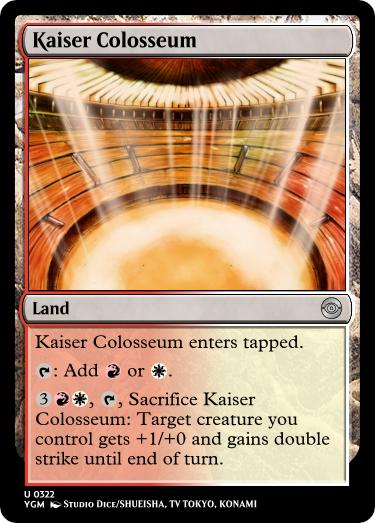 Kaiser Colosseum
Land
Kaiser Colosseum enters tapped.
: Add or .
3 , , Sacrifice Kaiser
Colosseum: Target creature you
control gets +1/+0 and gains double
strike until end of turn.
U 0322
YGM Studio Dice/SHUEISHA, TV TOKYO, KONAMI